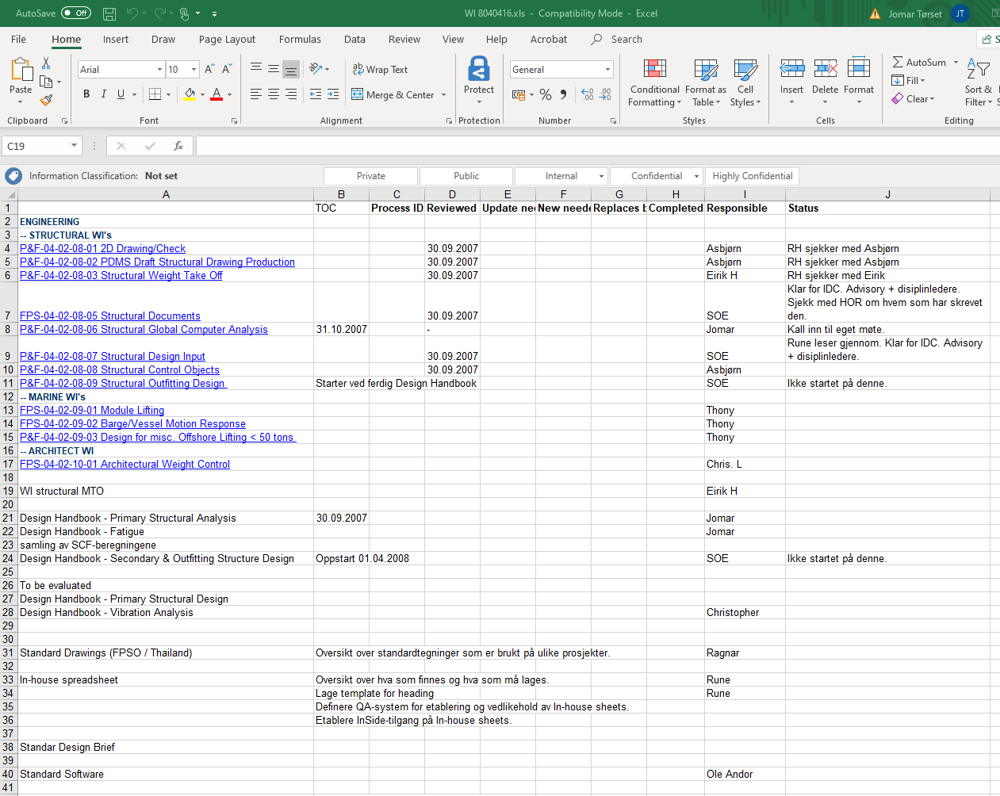 AutoSave Off WI 8040416.xls - Compatibility Mode - Excel Jomar Tørset JT
File Home Insert Draw Page Layout Formulas Data Review View Help Acrobat Search S
Paste Arial 10 A A Wrap Text General Conditional Formatting Format as Table Cell Styles Insert Delete Format AutoSum Fill Clear Sort & Filter
B I U A Merge & Center Protect % 9
Clipboard Font Alignment Protection Number Styles Cells Editing
C19 fx
Information Classification: Not set Private Public Internal Confidential Highly Confidential
A B C D E F G H I J
1 TOC Process ID Reviewed Update nee New neede Replaces b Completed Responsible Status
2 ENGINEERING
3 -- STRUCTURAL WI's
4 P&F-04-02-08-01 2D Drawing/Check 30.09.2007 Asbjørn RH sjekker med Asbjørn
5 P&F-04-02-08-02 PDMS Draft Structural Drawing Production 30.09.2007 Asbjørn RH sjekker med Asbjørn
6 P&F-04-02-08-03 Structural Weight Take Off 30.09.2007 Eirik H RH sjekker med Eirik
Klar for IDC. Advisory + disiplinledere.
Sjekk med HOR om hvem som har skrevet
7 FPS-04-02-08-05 Structural Documents 30.09.2007 SOE den.
8 P&F-04-02-08-06 Structural Global Computer Analysis 31.10.2007 - Jomar Kall inn til eget møte.
Rune leser gjennom. Klar for IDC. Advisory
9 P&F-04-02-08-07 Structural Design Input 30.09.2007 SOE + disiplinledere.
10 P&F-04-02-08-08 Structural Control Objects 30.09.2007 Asbjørn
11 P&F-04-02-08-09 Structural Outfitting Design Starter ved ferdig Design Handbook SOE Ikke startet på denne.
12 -- MARINE WI's
13 FPS-04-02-09-01 Module Lifting Thony
14 FPS-04-02-09-02 Barge/Vessel Motion Response Thony
15 P&F-04-02-09-03 Design for misc. Offshore Lifting < 50 tons Thony
16 -- ARCHITECT WI
17 FPS-04-02-10-01 Architectural Weight Control Chris. L
18
19 WI structural MTO Eirik H
20
21 Design Handbook - Primary Structural Analysis 30.09.2007 Jomar
22 Design Handbook - Fatigue Jomar
23 samling av SCF-beregningene
24 Design Handbook - Secondary & Outfitting Structure Design Oppstart 01.04.2008 SOE Ikke startet på denne.
25
26 To be evaluated
27 Design Handbook - Primary Structural Design
28 Design Handbook - Vibration Analysis Christopher
29
30
31 Standard Drawings (FPSO / Thailand) Oversikt over standardtegninger som er brukt på ulike prosjekter. Ragnar
32
33 In-house spreadsheet Oversikt over hva som finnes og hva som må lages. Rune
34 Lage template for heading Rune
35 Definere QA-system for etablering og vedlikehold av In-house sheets.
36 Etablere InSide-tilgang på In-house sheets.
37
38 Standar Design Brief
39
40 Standard Software Ole Andor
41